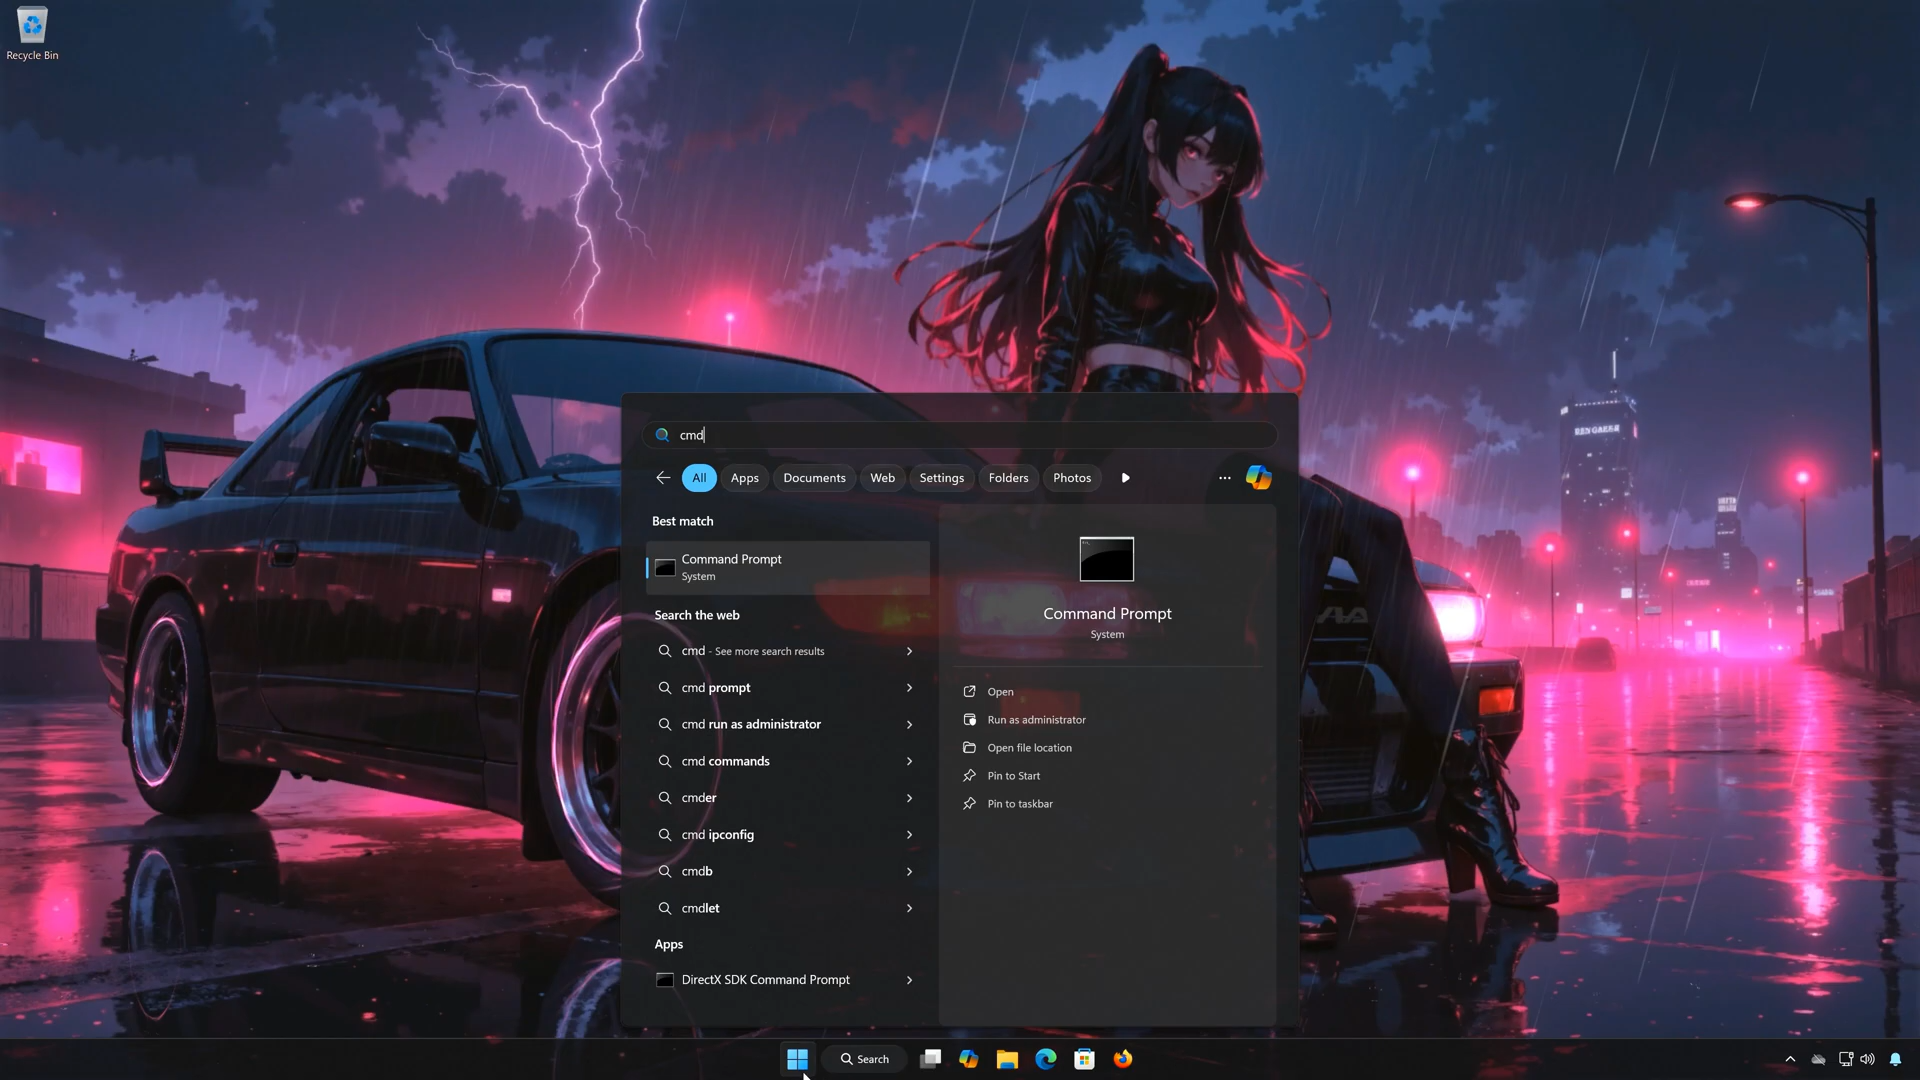 Recycle Bin
cmd
All
Apps
Documents
Web
Settings
Folders
Photos
Best match
Command Prompt
System
Search the web
cmd - See more search results
cmd prompt
cmd run as administrator
cmd commands
cmder
cmd ipconfig
cmdb
cmdlet
Apps
DirectX SDK Command Prompt
Command Prompt
System
Open
Run as administrator
Open file location
Pin to Start
Pin to taskbar
Search